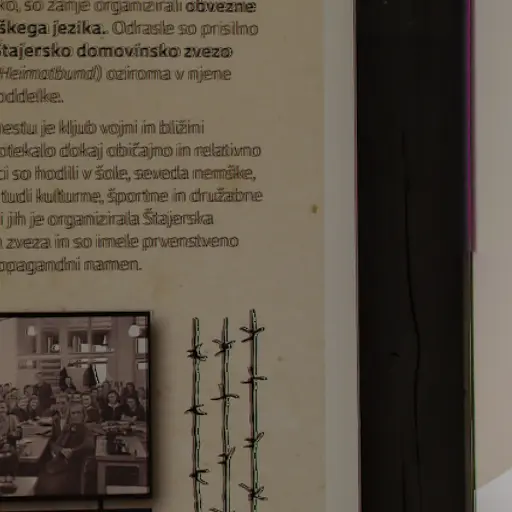 ko, so zanje organizirali obvezne
škega jezika. Odrasle so prisilno
Štajersko domovinsko zvezo
Heimatbund) oziroma v njene
oddelke.
mestu je kljub vojni in bližini
potekalo dokaj običajno in relativno
ci so hodili v šole, seveda nemške,
tudi kulturne, športne in družabne
i jih je organizirala Štajerska
zveza in so imele prvenstveno
opagandni namen.